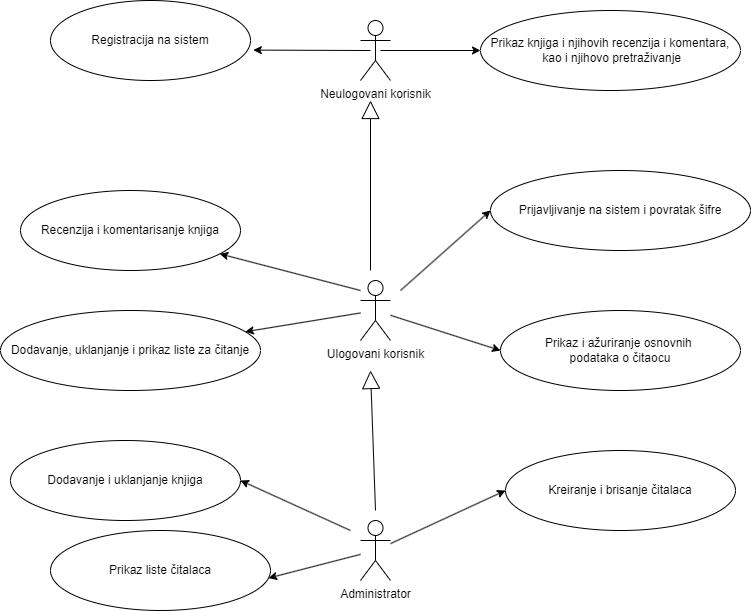 Registracija na sistem
Prikaz knjiga i njihovih recenzija i komentara,
kao i njihovo pretraživanje
Neulogovani korisnik
Recenzija i komentarisanje knjiga
Prijavljivanje na sistem i povratak šifre
Dodavanje, uklanjanje i prikaz liste za čitanje
Ulogovani korisnik
Prikaz i ažuriranje osnovnih
podataka o čitaocu
Dodavanje i uklanjanje knjiga
Kreiranje i brisanje čitalaca
Prikaz liste čitalaca
Administrator